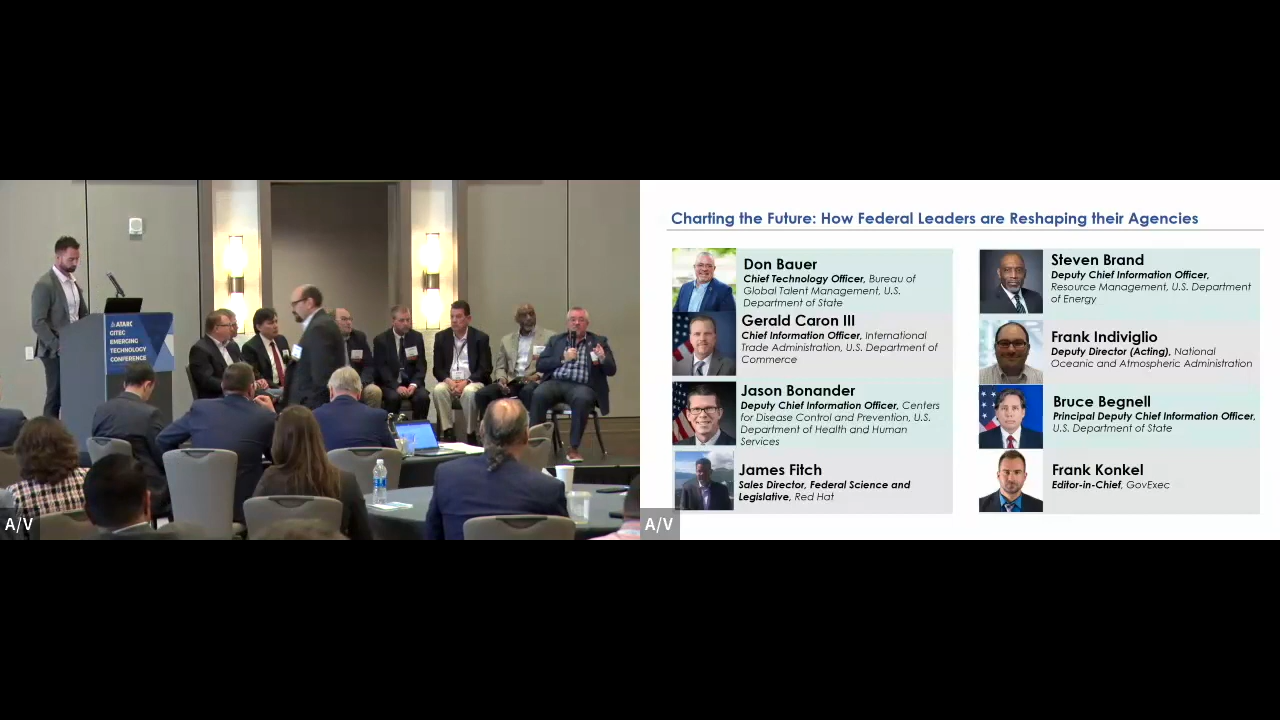 ATARC
GITEC
EMERGING
TECHNOLOGY
CONFERENCE
A/V
Charting the Future: How Federal Leaders are Reshaping their Agencies
Don Bauer
Chief Technology Officer, Bureau of
Global Talent Management, U.S.
Department of State
Gerald Caron III
Chief Information Officer, International
Trade Administration, U.S. Department of
Commerce
Jason Bonander
Deputy Chief Information Officer, Centers
for Disease Control and Prevention, U.S.
Department of Health and Human
Services
James Fitch
Sales Director, Federal Science and
Legislative, Red Hat
Steven Brand
Deputy Chief Information Officer,
Resource Management, U.S. Department
of Energy
Frank Indiviglio
Deputy Director (Acting), National
Oceanic and Atmospheric Administration
Bruce Begnell
Principal Deputy Chief Information Officer,
U.S. Department of State
Frank Konkel
Editor-in-Chief, GovExec
A/V